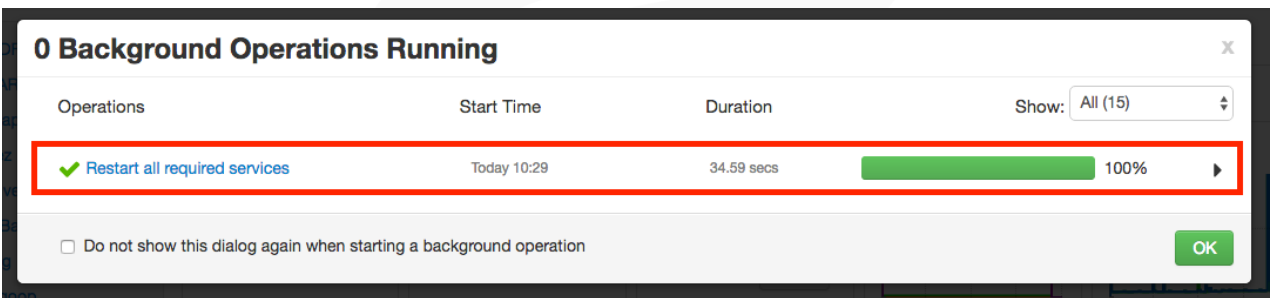 0 Background Operations Running x
Operations Start Time Duration Show: All (15)
Restart all required services Today 10:29 34.59 secs 100%
Do not show this dialog again when starting a background operation OK